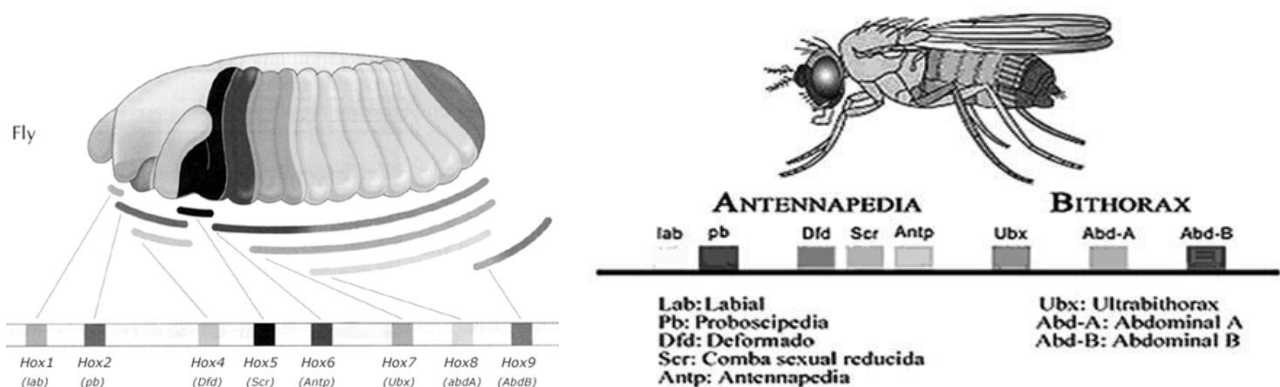 Fly
Hox1 Hox2 Hox4 Hox5 Hox6 Hox7 Hox8 Hox9
(lab) (pb) (Dfd) (Scr) (Antp) (Ubx) (abdA) (AbdB)
ANTENNAPEDIA BITHORAX
lab pb Dfd Scr Antp Ubx Abd-A Abd-B
Lab: Labial
Pb: Proboscipedia
Dfd: Deformado
Scr: Comba sexual reducida
Antp: Antennapedia
Ubx: Ultrabithorax
Abd-A: Abdominal A
Abd-B: Abdominal B